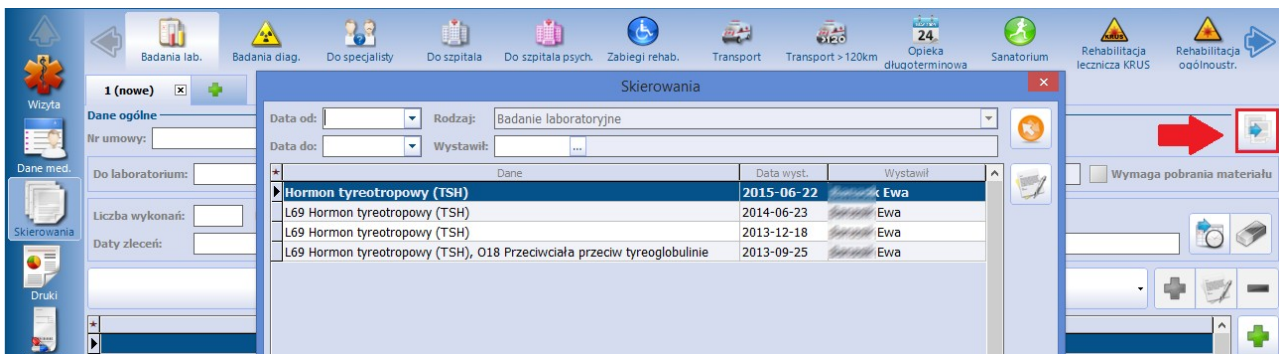 Badania lab.
Badania diag.
Do specjalisty
Do szpitala
Do szpitala psych.
Zabiegi rehab.
Transport
Transport >120km
24
Opieka
długoterminowa
Sanatorium
KRUS
Rehabilitacja
lecznicza KRUS
Rehabilitacja
ogólnoustr.
Wizyta
Dane med.
Skierowania
Druki
1 (nowe)
Dane ogólne
Nr umowy:
Do laboratorium:
Wymaga pobrania materiału
Liczba wykonań:
Daty zleceń:
Skierowania
Data od:
Rodzaj: Badanie laboratoryjne
Data do:
Wystawił: ...
Dane Data wyst. Wystawił
Hormon tyreotropowy (TSH) 2015-06-22 Ewa
L69 Hormon tyreotropowy (TSH) 2014-06-23 Ewa
L69 Hormon tyreotropowy (TSH) 2013-12-18 Ewa
L69 Hormon tyreotropowy (TSH), O18 Przeciwciała przeciw tyreoglobulinie 2013-09-25 Ewa